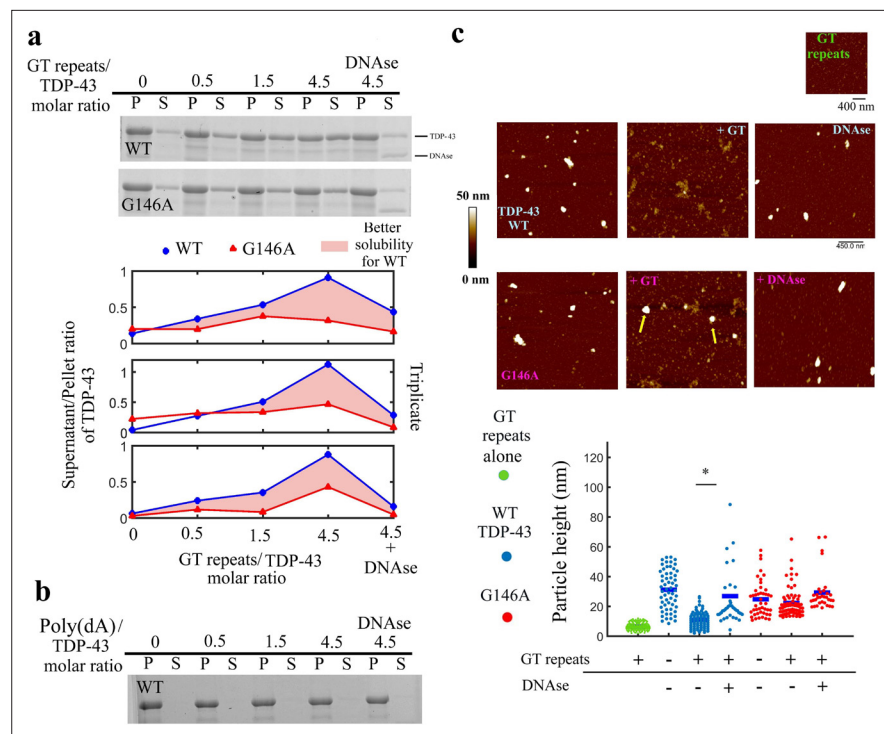 a
GT repeats/
TDP-43
molar ratio
0 0.5 1.5 4.5 DNAse 4.5
P S P S P S P S P S
WT
TDP-43
DNAse
G146A
WT G146A Better solubility for WT
1
0.5
0
1
0.5
0
1
0.5
0
Supernatant/Pellet ratio
of TDP-43
Triplicate
0 0.5 1.5 4.5 4.5
+
DNAse
GT repeats/TDP-43
molar ratio
b
Poly(dA)/
TDP-43
molar ratio
0 0.5 1.5 4.5 DNAse 4.5
P S P S P S P S P S
WT
c
GT
repeats
400 nm
50 nm
0 nm
TDP-43
WT
+ GT
DNAse
450.0 nm
G146A
+ GT
+ DNAse
GT
repeats
alone
WT
TDP-43
G146A
Particle height (nm)
120
100
80
60
40
20
0
*
GT repeats + - + + - + +
DNAse - - + - - +